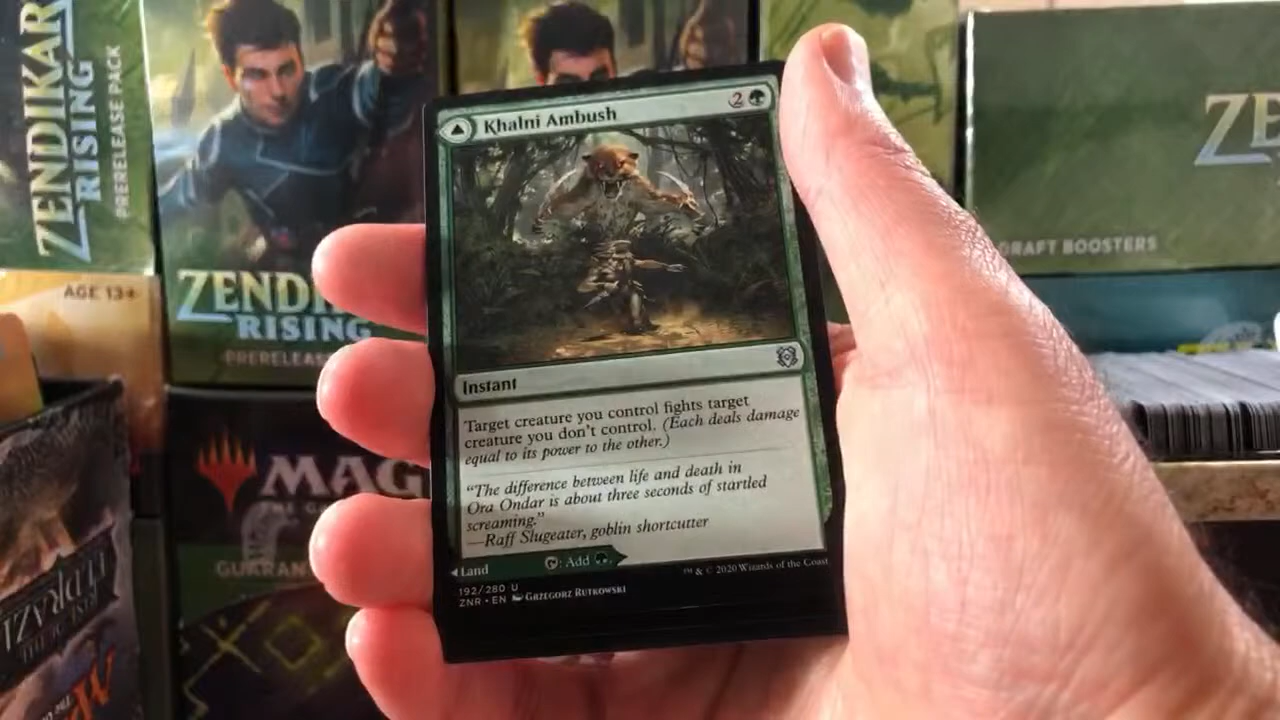 ZENDIKAR
RISING
PRERELEASE PACK
ZENDI
RISING
PRERELEASE
ZE
DRAFT BOOSTERS
AGE 13+
MAG
GUARAN
Khalni Ambush
2
Instant
Target creature you control fights target
creature you don't control. (Each deals damage
equal to its power to the other.)
“The difference between life and death in
Ora Ondar is about three seconds of startled
screaming.”
—Raff Slugeater, goblin shortcutter
Land
: Add
192/280 U
ZNR • EN Grzegorz Rutkowski
™ & © 2020 Wizards of the Coast